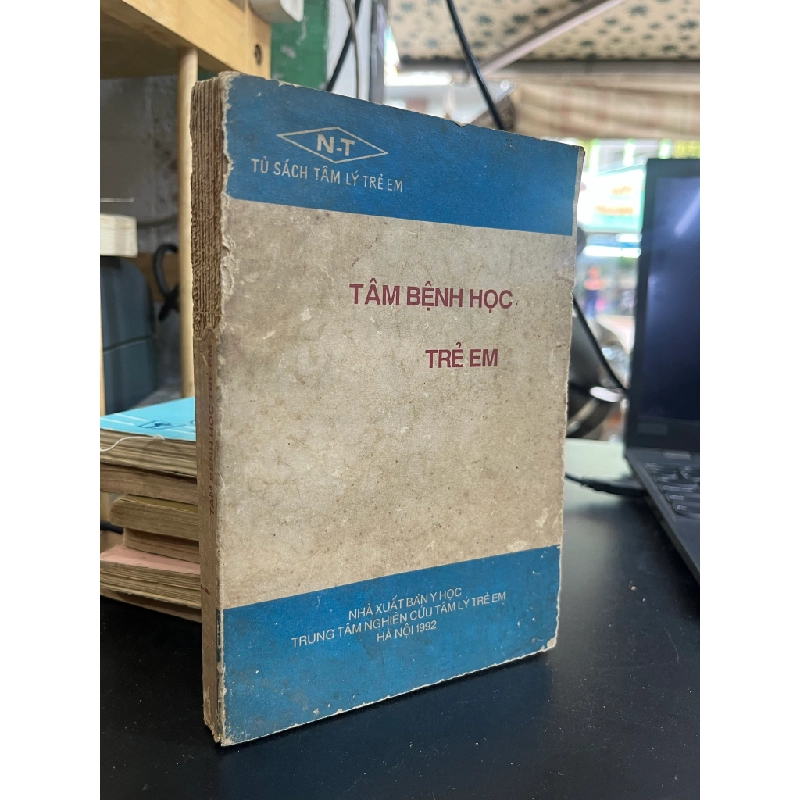 N-T
TỦ SÁCH TÂM LÝ TRẺ EM
TÂM BỆNH HỌC
TRẺ EM
NHÀ XUẤT BẢN Y HỌC
TRUNG TÂM NGHIÊN CỨU TÂM LÝ TRẺ EM
HÀ NỘI 1992